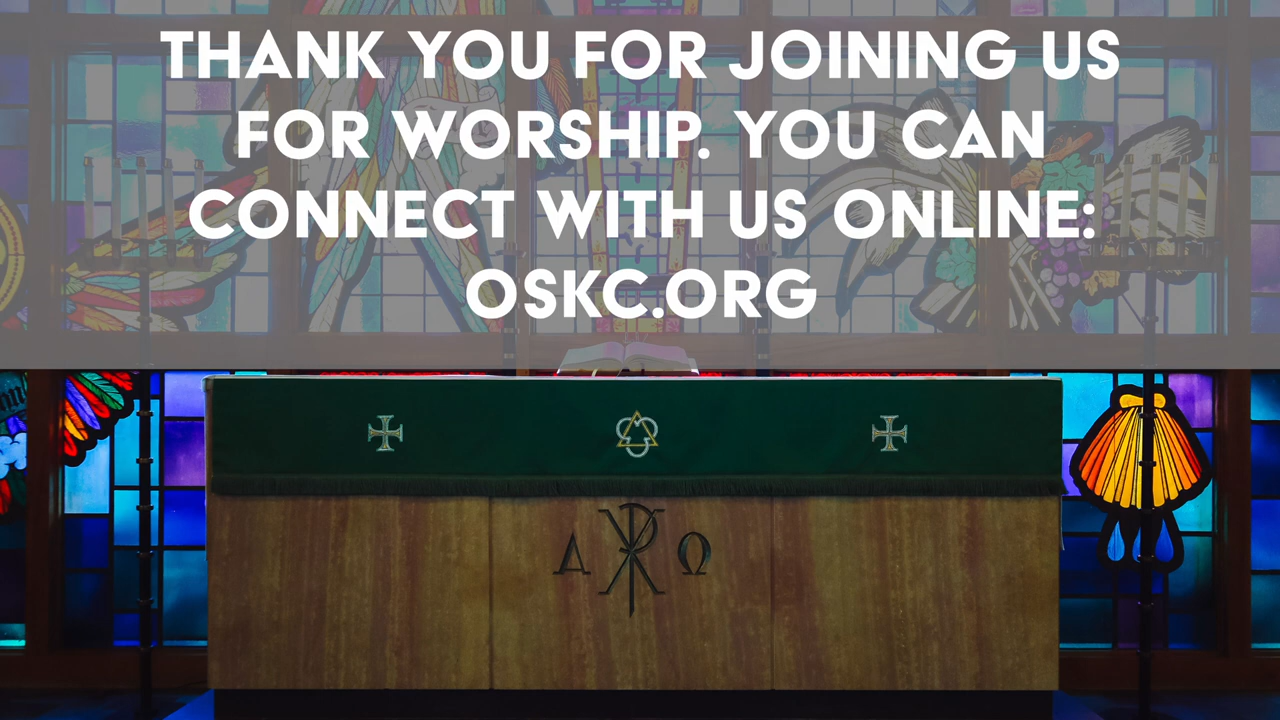 THANK YOU FOR JOINING US
FOR WORSHIP. YOU CAN
CONNECT WITH US ONLINE:
OSKC.ORG
Α ☧ Ω